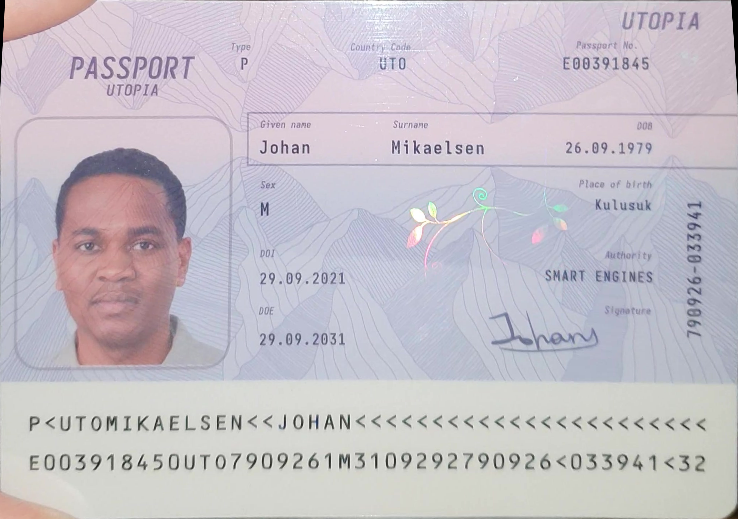 UTOPIA
PASSPORT
UTOPIA
Type
P
Country Code
UTO
Passport No.
E00391845
Given name
Johan
Surname
Mikaelsen
DOB
26.09.1979
Sex
M
Place of birth
Kulusuk
DOI
29.09.2021
Authority
SMART ENGINES
DOE
29.09.2031
Signature
Johans
790926-033941
P<UTOMIKAELSEN<<JOHAN<<<<<<<<<<<<<<<<<<<<<<<
E003918450UTO7909261M3109292790926<033941<32